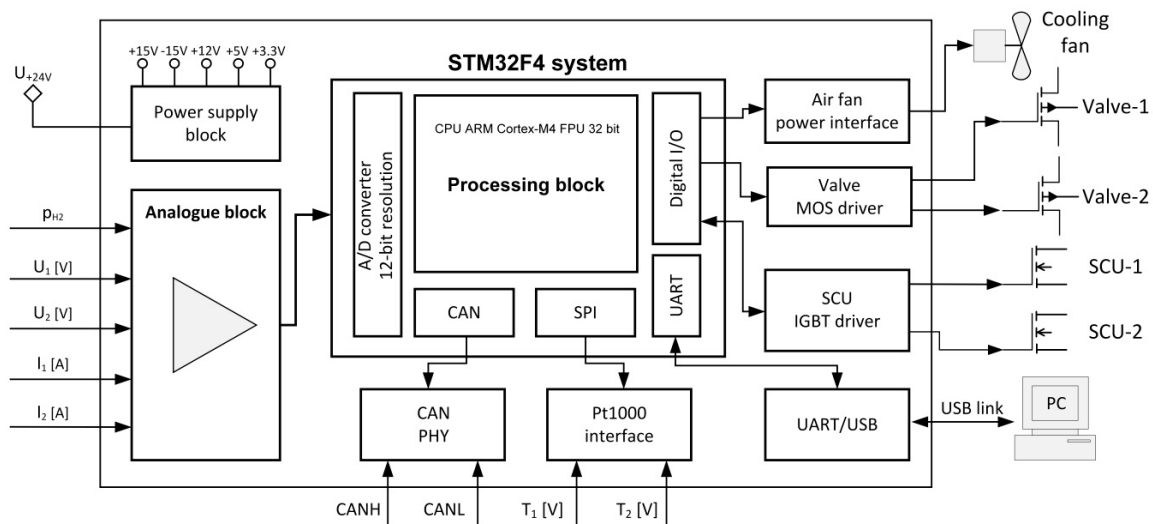 Cooling
fan
+15V -15V +12V +5V +3.3V
STM32F4 system
U+24V
Power supply
block
Air fan
power interface
Valve-1
A/D converter
12-bit resolution
CPU ARM Cortex-M4 FPU 32 bit
Processing block
Digital I/O
Valve
MOS driver
Valve-2
Analogue block
pH2
U1 [V]
U2 [V]
I1 [A]
I2 [A]
SCU
IGBT driver
SCU-1
SCU-2
CAN
SPI
UART
CAN
PHY
Pt1000
interface
UART/USB
USB link
PC
CANH
CANL
T1 [V]
T2 [V]